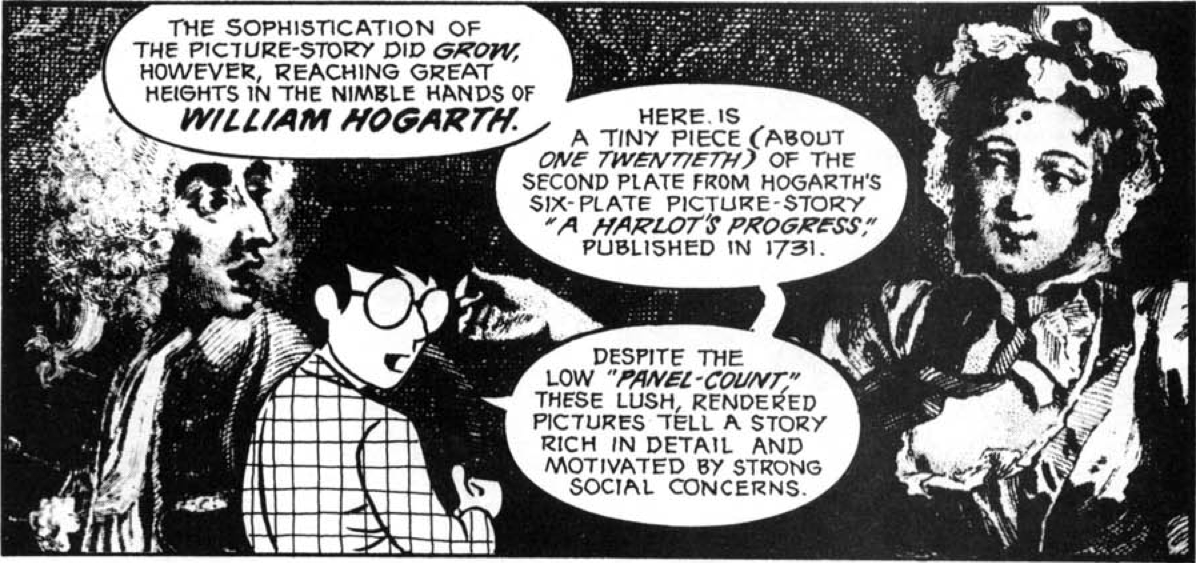 THE SOPHISTICATION OF
THE PICTURE-STORY DID GROW,
HOWEVER, REACHING GREAT
HEIGHTS IN THE NIMBLE HANDS OF
WILLIAM HOGARTH.
HERE. IS
A TINY PIECE (ABOUT
ONE TWENTIETH) OF THE
SECOND PLATE FROM HOGARTH'S
SIX-PLATE PICTURE-STORY
"A HARLOT'S PROGRESS,"
PUBLISHED IN 1731.
DESPITE THE
LOW "PANEL-COUNT,"
THESE LUSH, RENDERED
PICTURES TELL A STORY
RICH IN DETAIL AND
MOTIVATED BY STRONG
SOCIAL CONCERNS.